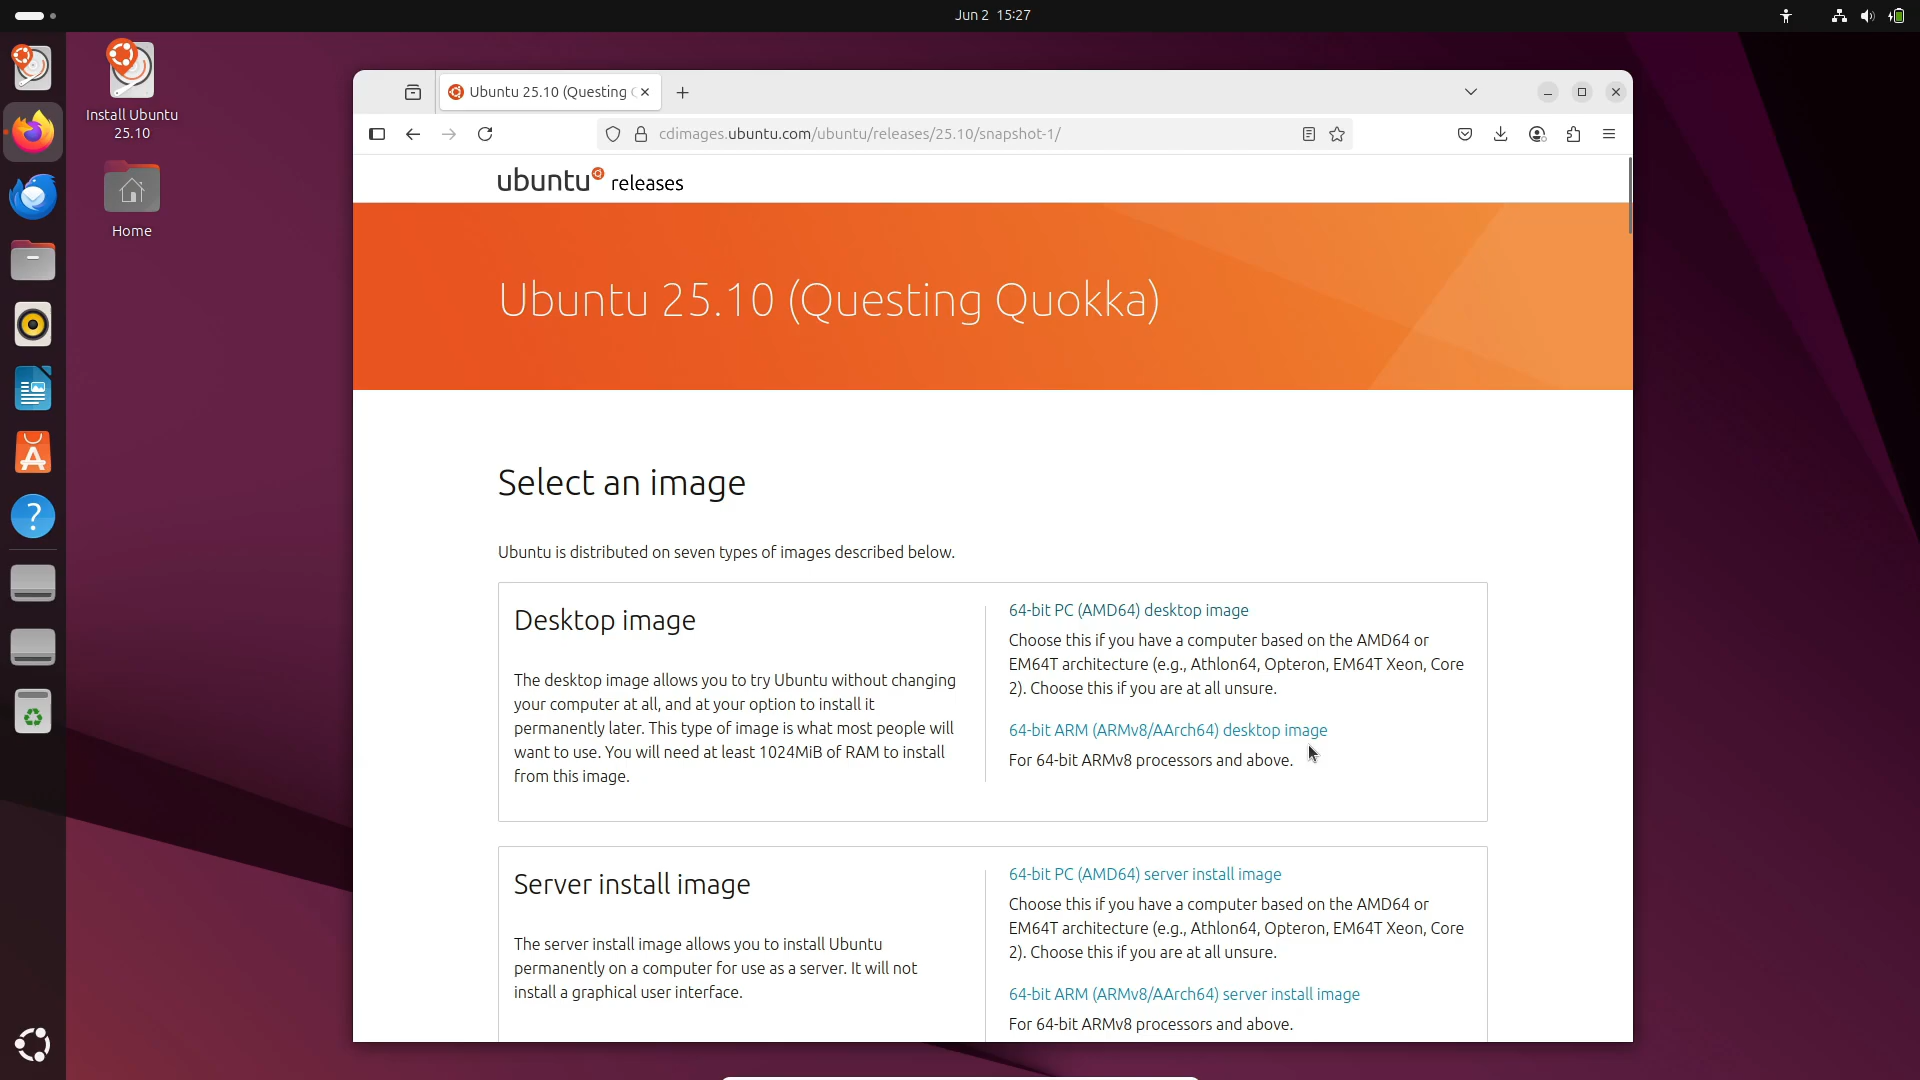 Jun 2 15:27
Install Ubuntu
25.10
Home
Ubuntu 25.10 (Questing
cdimages.ubuntu.com/ubuntu/releases/25.10/snapshot-1/
ubuntu releases
Ubuntu 25.10 (Questing Quokka)
Select an image
Ubuntu is distributed on seven types of images described below.
Desktop image
The desktop image allows you to try Ubuntu without changing
your computer at all, and at your option to install it
permanently later. This type of image is what most people will
want to use. You will need at least 1024MiB of RAM to install
from this image.
64-bit PC (AMD64) desktop image
Choose this if you have a computer based on the AMD64 or
EM64T architecture (e.g., Athlon64, Opteron, EM64T Xeon, Core
2). Choose this if you are at all unsure.
64-bit ARM (ARMv8/AArch64) desktop image
For 64-bit ARMv8 processors and above.
Server install image
The server install image allows you to install Ubuntu
permanently on a computer for use as a server. It will not
install a graphical user interface.
64-bit PC (AMD64) server install image
Choose this if you have a computer based on the AMD64 or
EM64T architecture (e.g., Athlon64, Opteron, EM64T Xeon, Core
2). Choose this if you are at all unsure.
64-bit ARM (ARMv8/AArch64) server install image
For 64-bit ARMv8 processors and above.